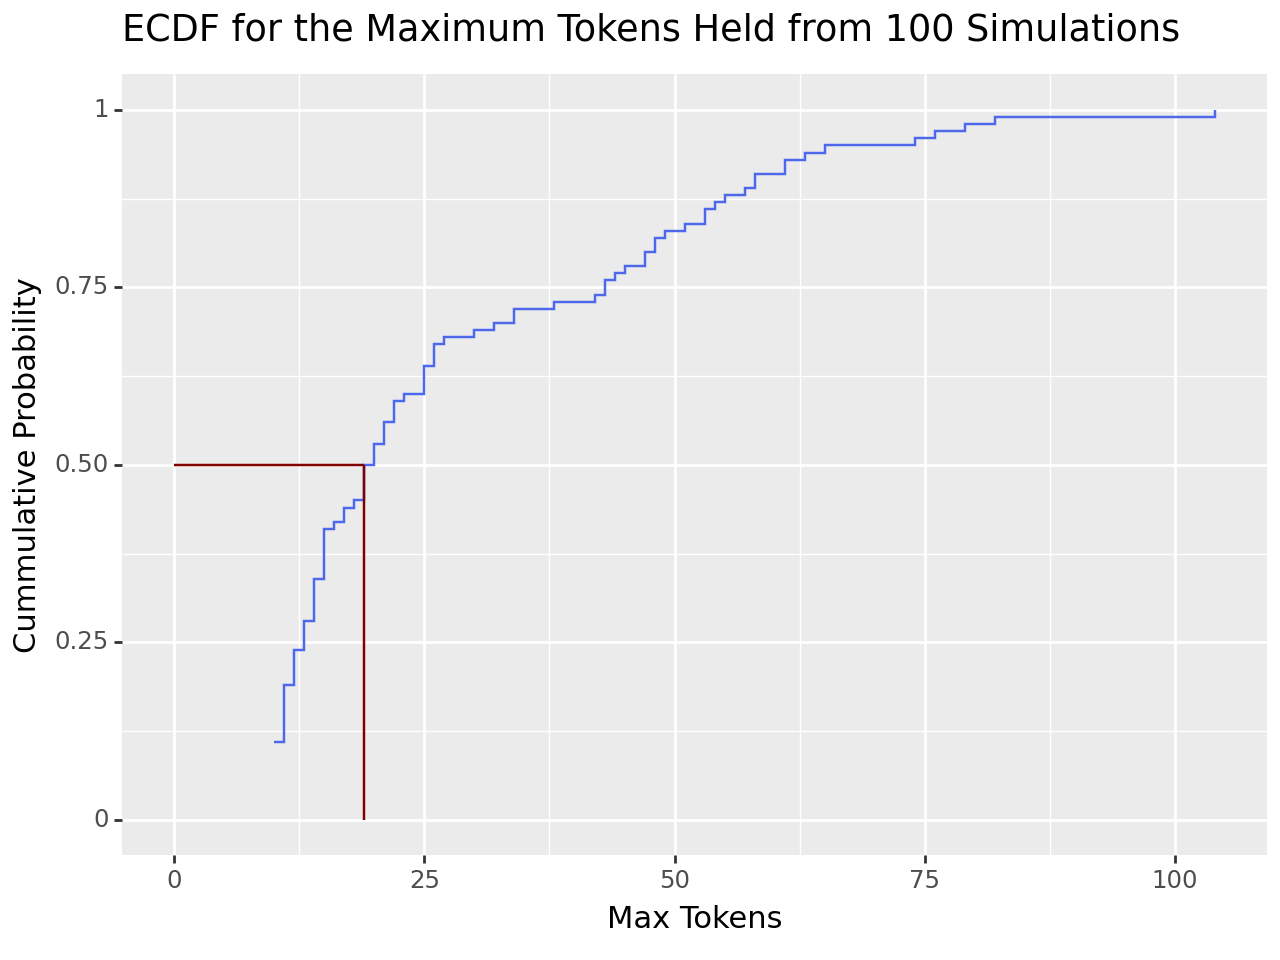 ECDF for the Maximum Tokens Held from 100 Simulations
Cummulative Probability
1
0.75
0.50
0.25
0
0 25 50 75 100
Max Tokens